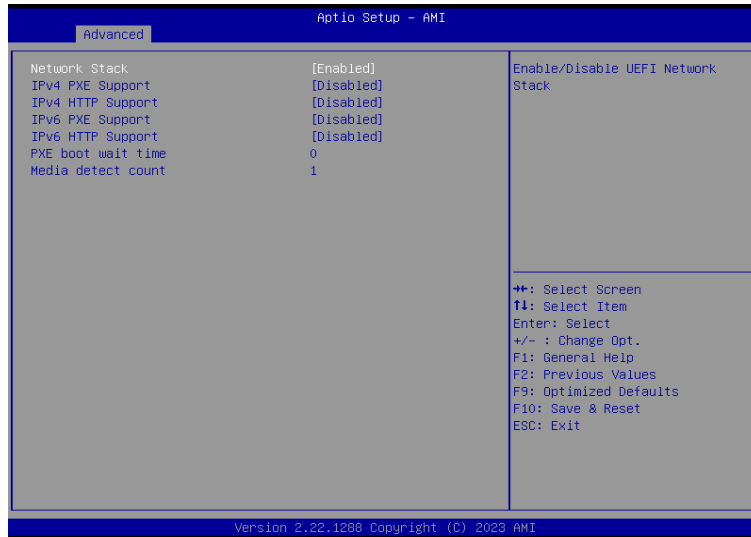 Aptio Setup – AMI
Advanced
Network Stack [Enabled]
IPv4 PXE Support [Disabled]
IPv4 HTTP Support [Disabled]
IPv6 PXE Support [Disabled]
IPv6 HTTP Support [Disabled]
PXE boot wait time 0
Media detect count 1
Enable/Disable UEFI Network
Stack
→←: Select Screen
↑↓: Select Item
Enter: Select
+/- : Change Opt.
F1: General Help
F2: Previous Values
F9: Optimized Defaults
F10: Save & Reset
ESC: Exit
Version 2.22.1288 Copyright (C) 2023 AMI